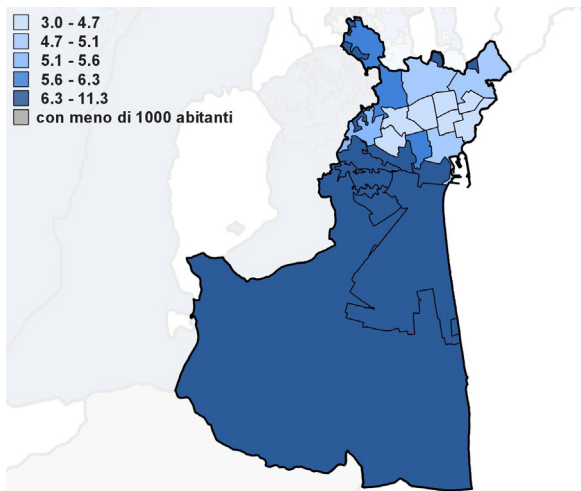 3.0 - 4.7
4.7 - 5.1
5.1 - 5.6
5.6 - 6.3
6.3 - 11.3
con meno di 1000 abitanti